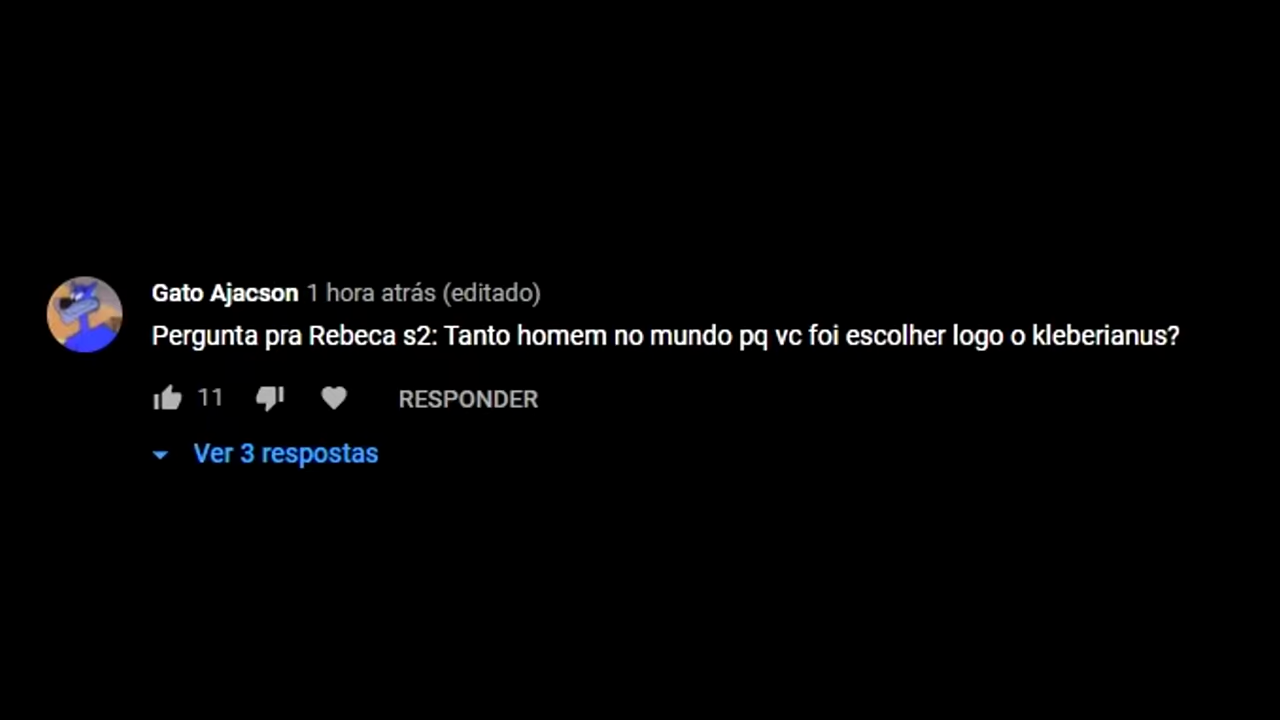 Gato Ajacson 1 hora atrás (editado)
Pergunta pra Rebeca s2: Tanto homem no mundo pq vc foi escolher logo o kleberianus?
11 RESPONDER
Ver 3 respostas